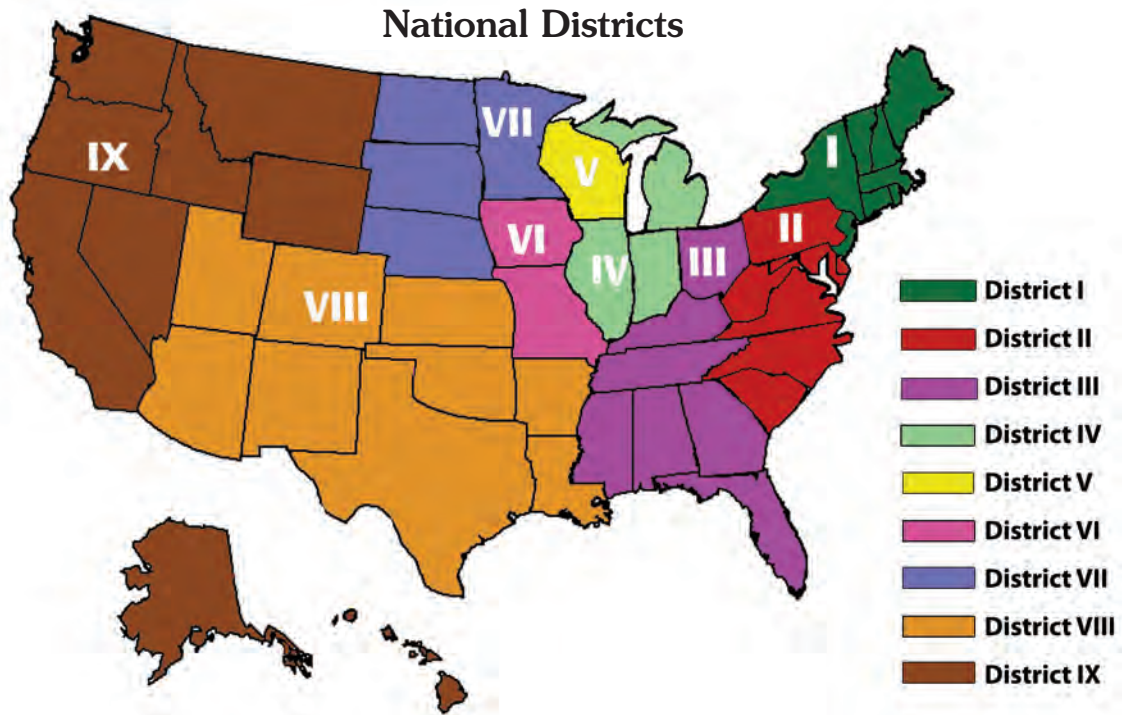 National Districts
VII
I
IX
V
II
VI
IV
III
VIII
District I
District II
District III
District IV
District V
District VI
District VII
District VIII
District IX